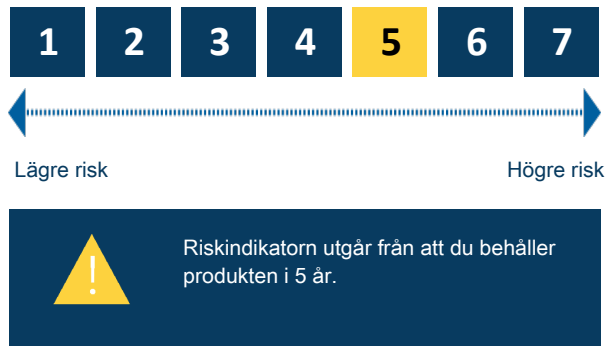 1 2 3 4 5 6 7
Lägre risk Högre risk
!
Riskindikatorn utgår från att du behåller
produkten i 5 år.